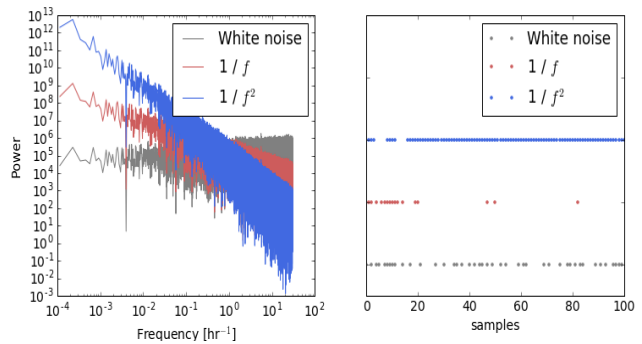 10^13
10^12
10^11
10^10
10^9
10^8
10^7
10^6
10^5
10^4
10^3
10^2
10^1
10^0
10^-1
10^-2
10^-3
Power
10^-4 10^-3 10^-2 10^-1 10^0 10^1 10^2
Frequency [hr^-1]
White noise
1 / f
1 / f^2
White noise
1 / f
1 / f^2
0 20 40 60 80 100
samples